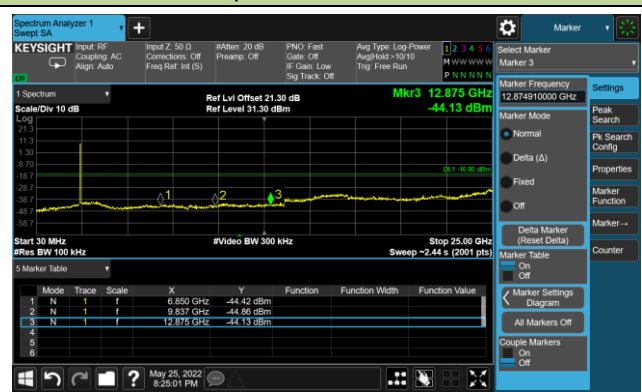 Spectrum Analyzer 1
Swept SA
Marker
KEYSIGHT
Input: RF
Coupling: AC
Align: Auto
Input Z: 50 Ω
Corrections: Off
Freq Ref: Int (S)
#Atten: 20 dB
Preamp: Off
PNO: Fast
Gate: Off
IF Gain: Low
Sig Track: Off
Avg Type: Log-Power
Avg|Hold:>10/10
Trig: Free Run
1 2 3 4 5 6
M W W W W W
P N N N N N
Select Marker
Marker 3
1 Spectrum
Scale/Div 10 dB
Log
Ref Lvl Offset 21.30 dB
Ref Level 31.30 dBm
Mkr3 12.875 GHz
-44.13 dBm
21.3
11.3
1.30
-8.70
-18.7
-28.7
-38.7
-48.7
-58.7
DL1 -16.80 dBm
1
2
3
Start 30 MHz
#Res BW 100 kHz
#Video BW 300 kHz
Stop 25.00 GHz
Sweep ~2.44 s (2001 pts)
5 Marker Table
Mode Trace Scale X Y Function Function Width Function Value
1 N 1 f 6.850 GHz -44.42 dBm
2 N 1 f 9.837 GHz -44.86 dBm
3 N 1 f 12.875 GHz -44.13 dBm
4
5
6
Marker Frequency
12.874910000 GHz
Marker Mode
Normal
Delta (Δ)
Fixed
Off
Delta Marker
(Reset Delta)
Marker Table
On
Off
Marker Settings
Diagram
All Markers Off
Couple Markers
On
Off
Settings
Peak
Search
Pk Search
Config
Properties
Marker
Function
Marker→
Counter
?
May 25, 2022
8:25:01 PM